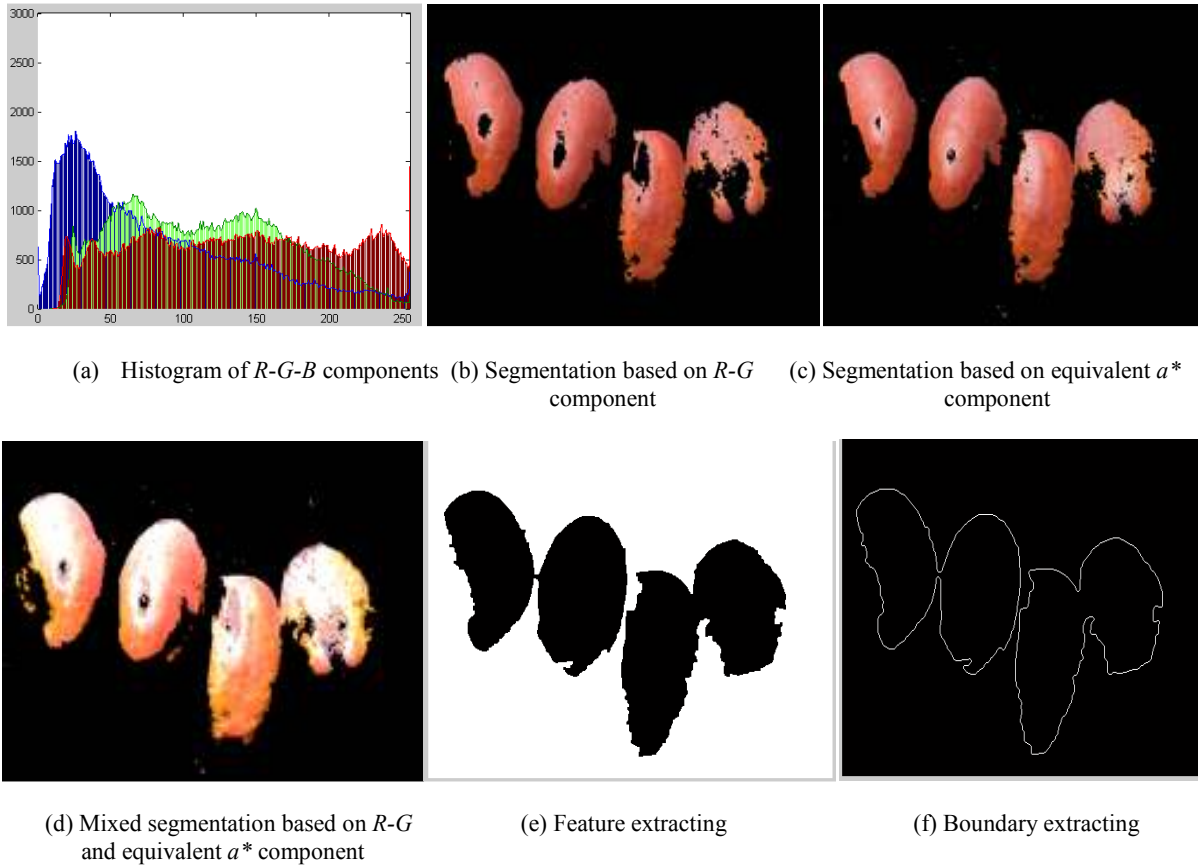 3000
2500
2000
1500
1000
500
0
0 50 100 150 200 250
(a) Histogram of R-G-B components (b) Segmentation based on R-G (c) Segmentation based on equivalent a*
component component
(d) Mixed segmentation based on R-G (e) Feature extracting (f) Boundary extracting
and equivalent a* component